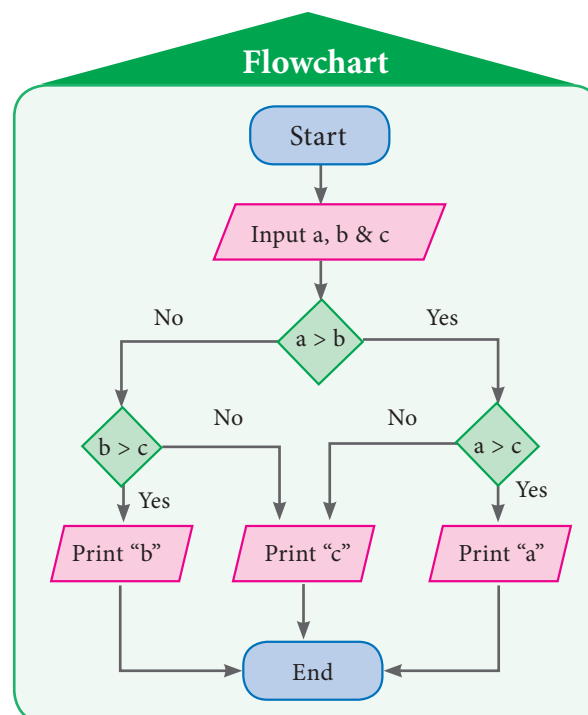 Flowchart
Start
Input a, b & c
No
Yes
a > b
No
No
b > c
a > c
Yes
Yes
Print “b”
Print “c”
Print “a”
End